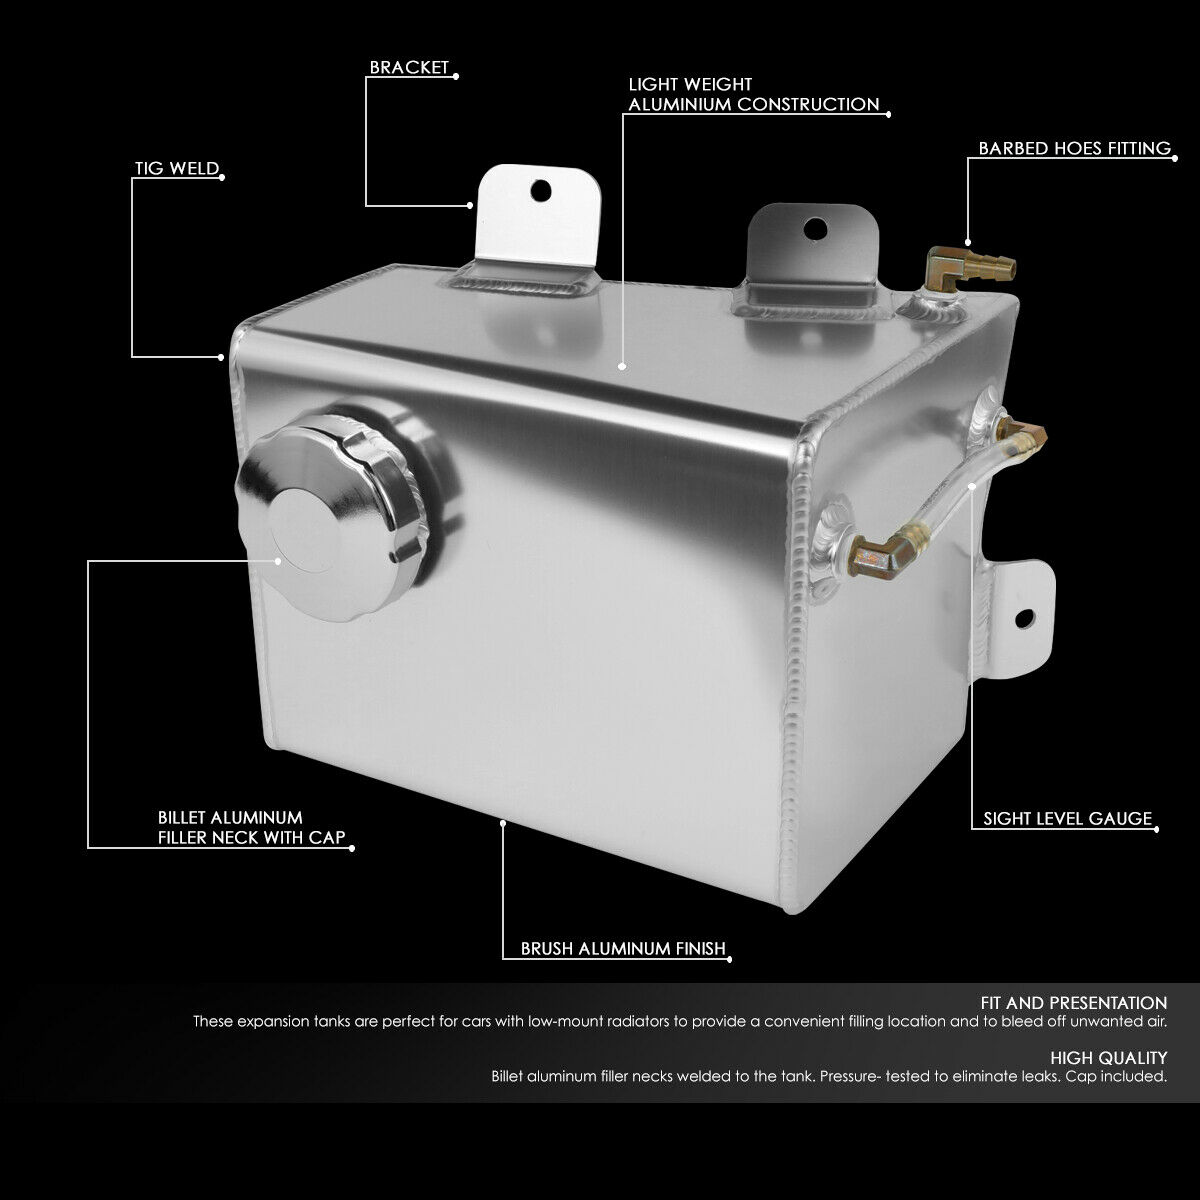 BRACKET
LIGHT WEIGHT
ALUMINIUM CONSTRUCTION
BARBED HOES FITTING
TIG WELD
BILLET ALUMINUM
FILLER NECK WITH CAP
SIGHT LEVEL GAUGE
BRUSH ALUMINUM FINISH
FIT AND PRESENTATION
These expansion tanks are perfect for cars with low-mount radiators to provide a convenient filling location and to bleed off unwanted air.
HIGH QUALITY
Billet aluminum filler necks welded to the tank. Pressure- tested to eliminate leaks. Cap included.